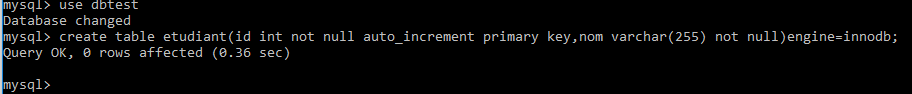 mysql> use dbtest
Database changed
mysql> create table etudiant(id int not null auto_increment primary key,nom varchar(255) not null)engine=innodb;
Query OK, 0 rows affected (0.36 sec)
mysql>